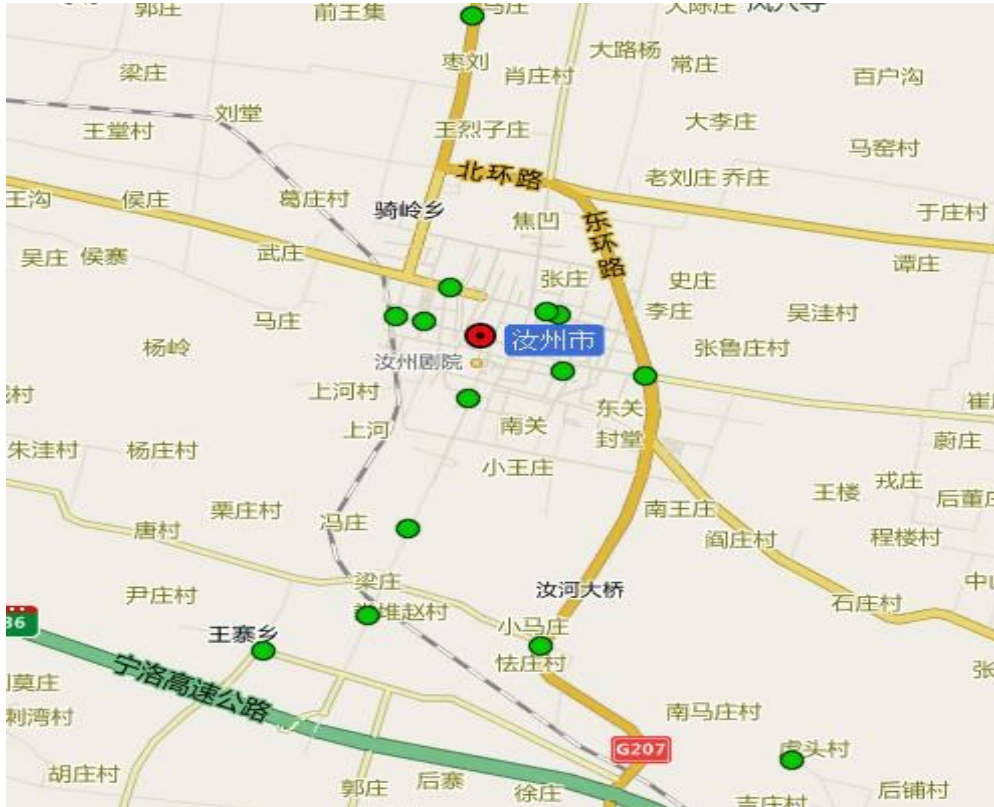 郭庄
前王集
枣刘
肖庄村
大路杨
常庄
梁庄
百户沟
刘堂
王堂村
王烈子庄
大李庄
马窑村
北环路
老刘庄 乔庄
王沟
侯庄
葛庄村
骑岭乡
焦凹
东环路
于庄村
吴庄 侯寨
武庄
张庄
史庄
谭庄
马庄
李庄
吴洼村
杨岭
汝州市
张鲁庄村
汝州剧院
上河村
东关
上河
南关
封堂
蔚庄
朱洼村
杨庄村
小王庄
王楼
戎庄
后董庄
栗庄村
冯庄
南王庄
唐村
阎庄村
程楼村
梁庄
尹庄村
汝河大桥
石庄村
堆赵村
36
王寨乡
小马庄
怯庄村
宁洛高速公路
莫庄
刺湾村
南马庄村
G207
虎头村
胡庄村
郭庄
后寨
徐庄
后铺村
吉庄村